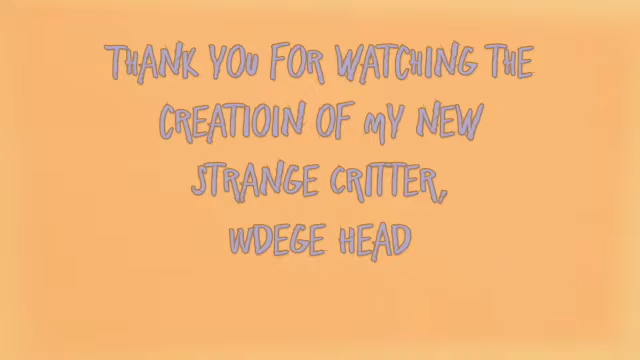 THANK YOU FOR WATCHING THE
CREATIOIN OF MY NEW
STRANGE CRITTER,
WDEGE HEAD